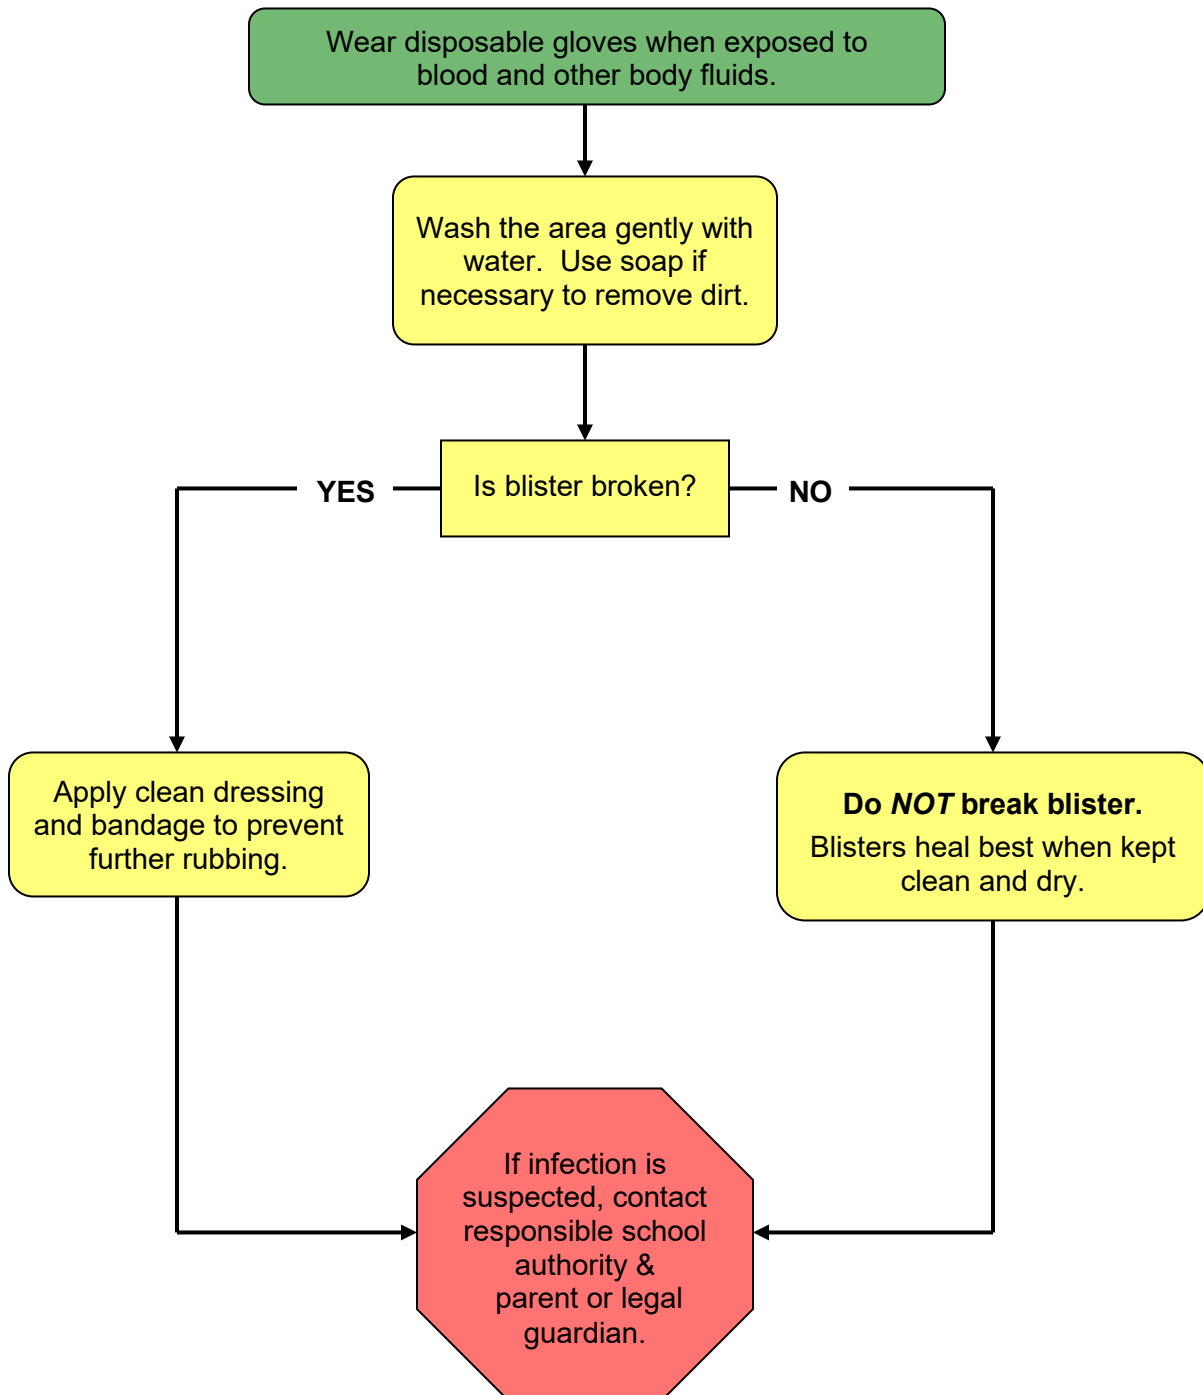 Wear disposable gloves when exposed to
blood and other body fluids.
Wash the area gently with
water.  Use soap if
necessary to remove dirt.
Is blister broken?
YES
NO
Apply clean dressing
and bandage to prevent
further rubbing.
Do NOT break blister.
Blisters heal best when kept
clean and dry.
If infection is
suspected, contact
responsible school
authority &
parent or legal
guardian.